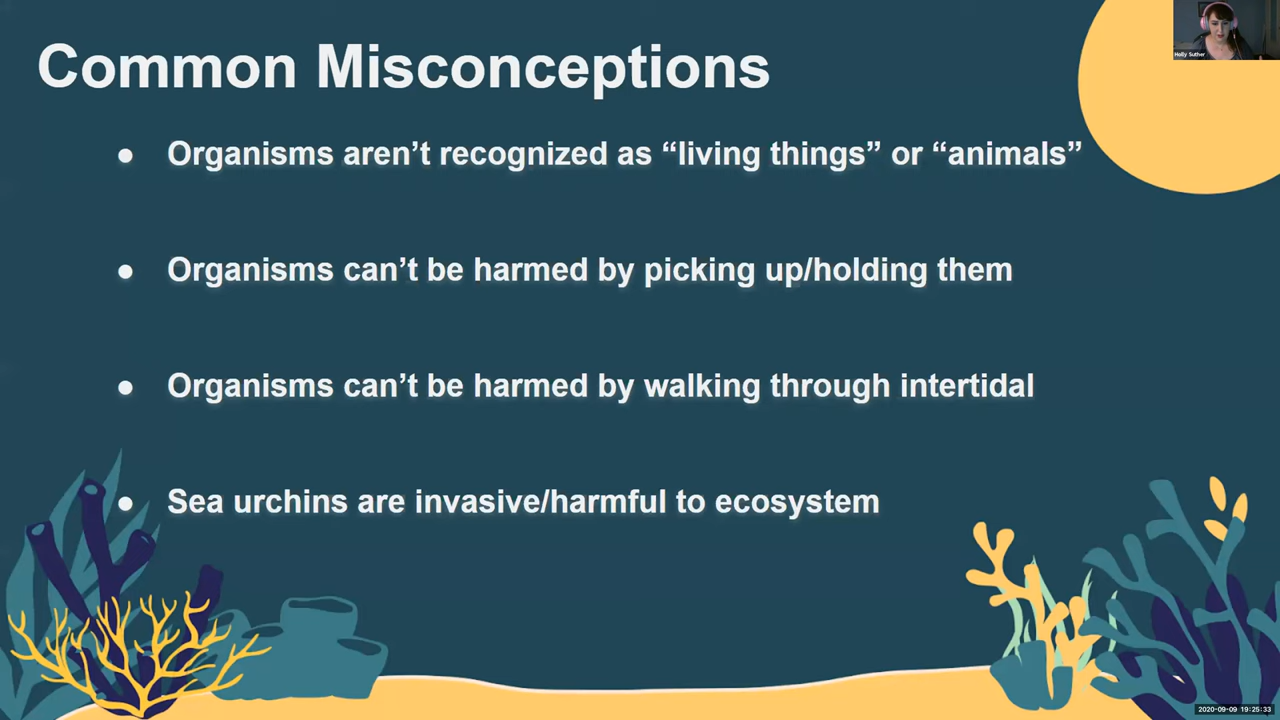 Holly Suther
Common Misconceptions
● Organisms aren’t recognized as “living things” or “animals”
● Organisms can’t be harmed by picking up/holding them
● Organisms can’t be harmed by walking through intertidal
● Sea urchins are invasive/harmful to ecosystem
2020-09-09 19:25:33